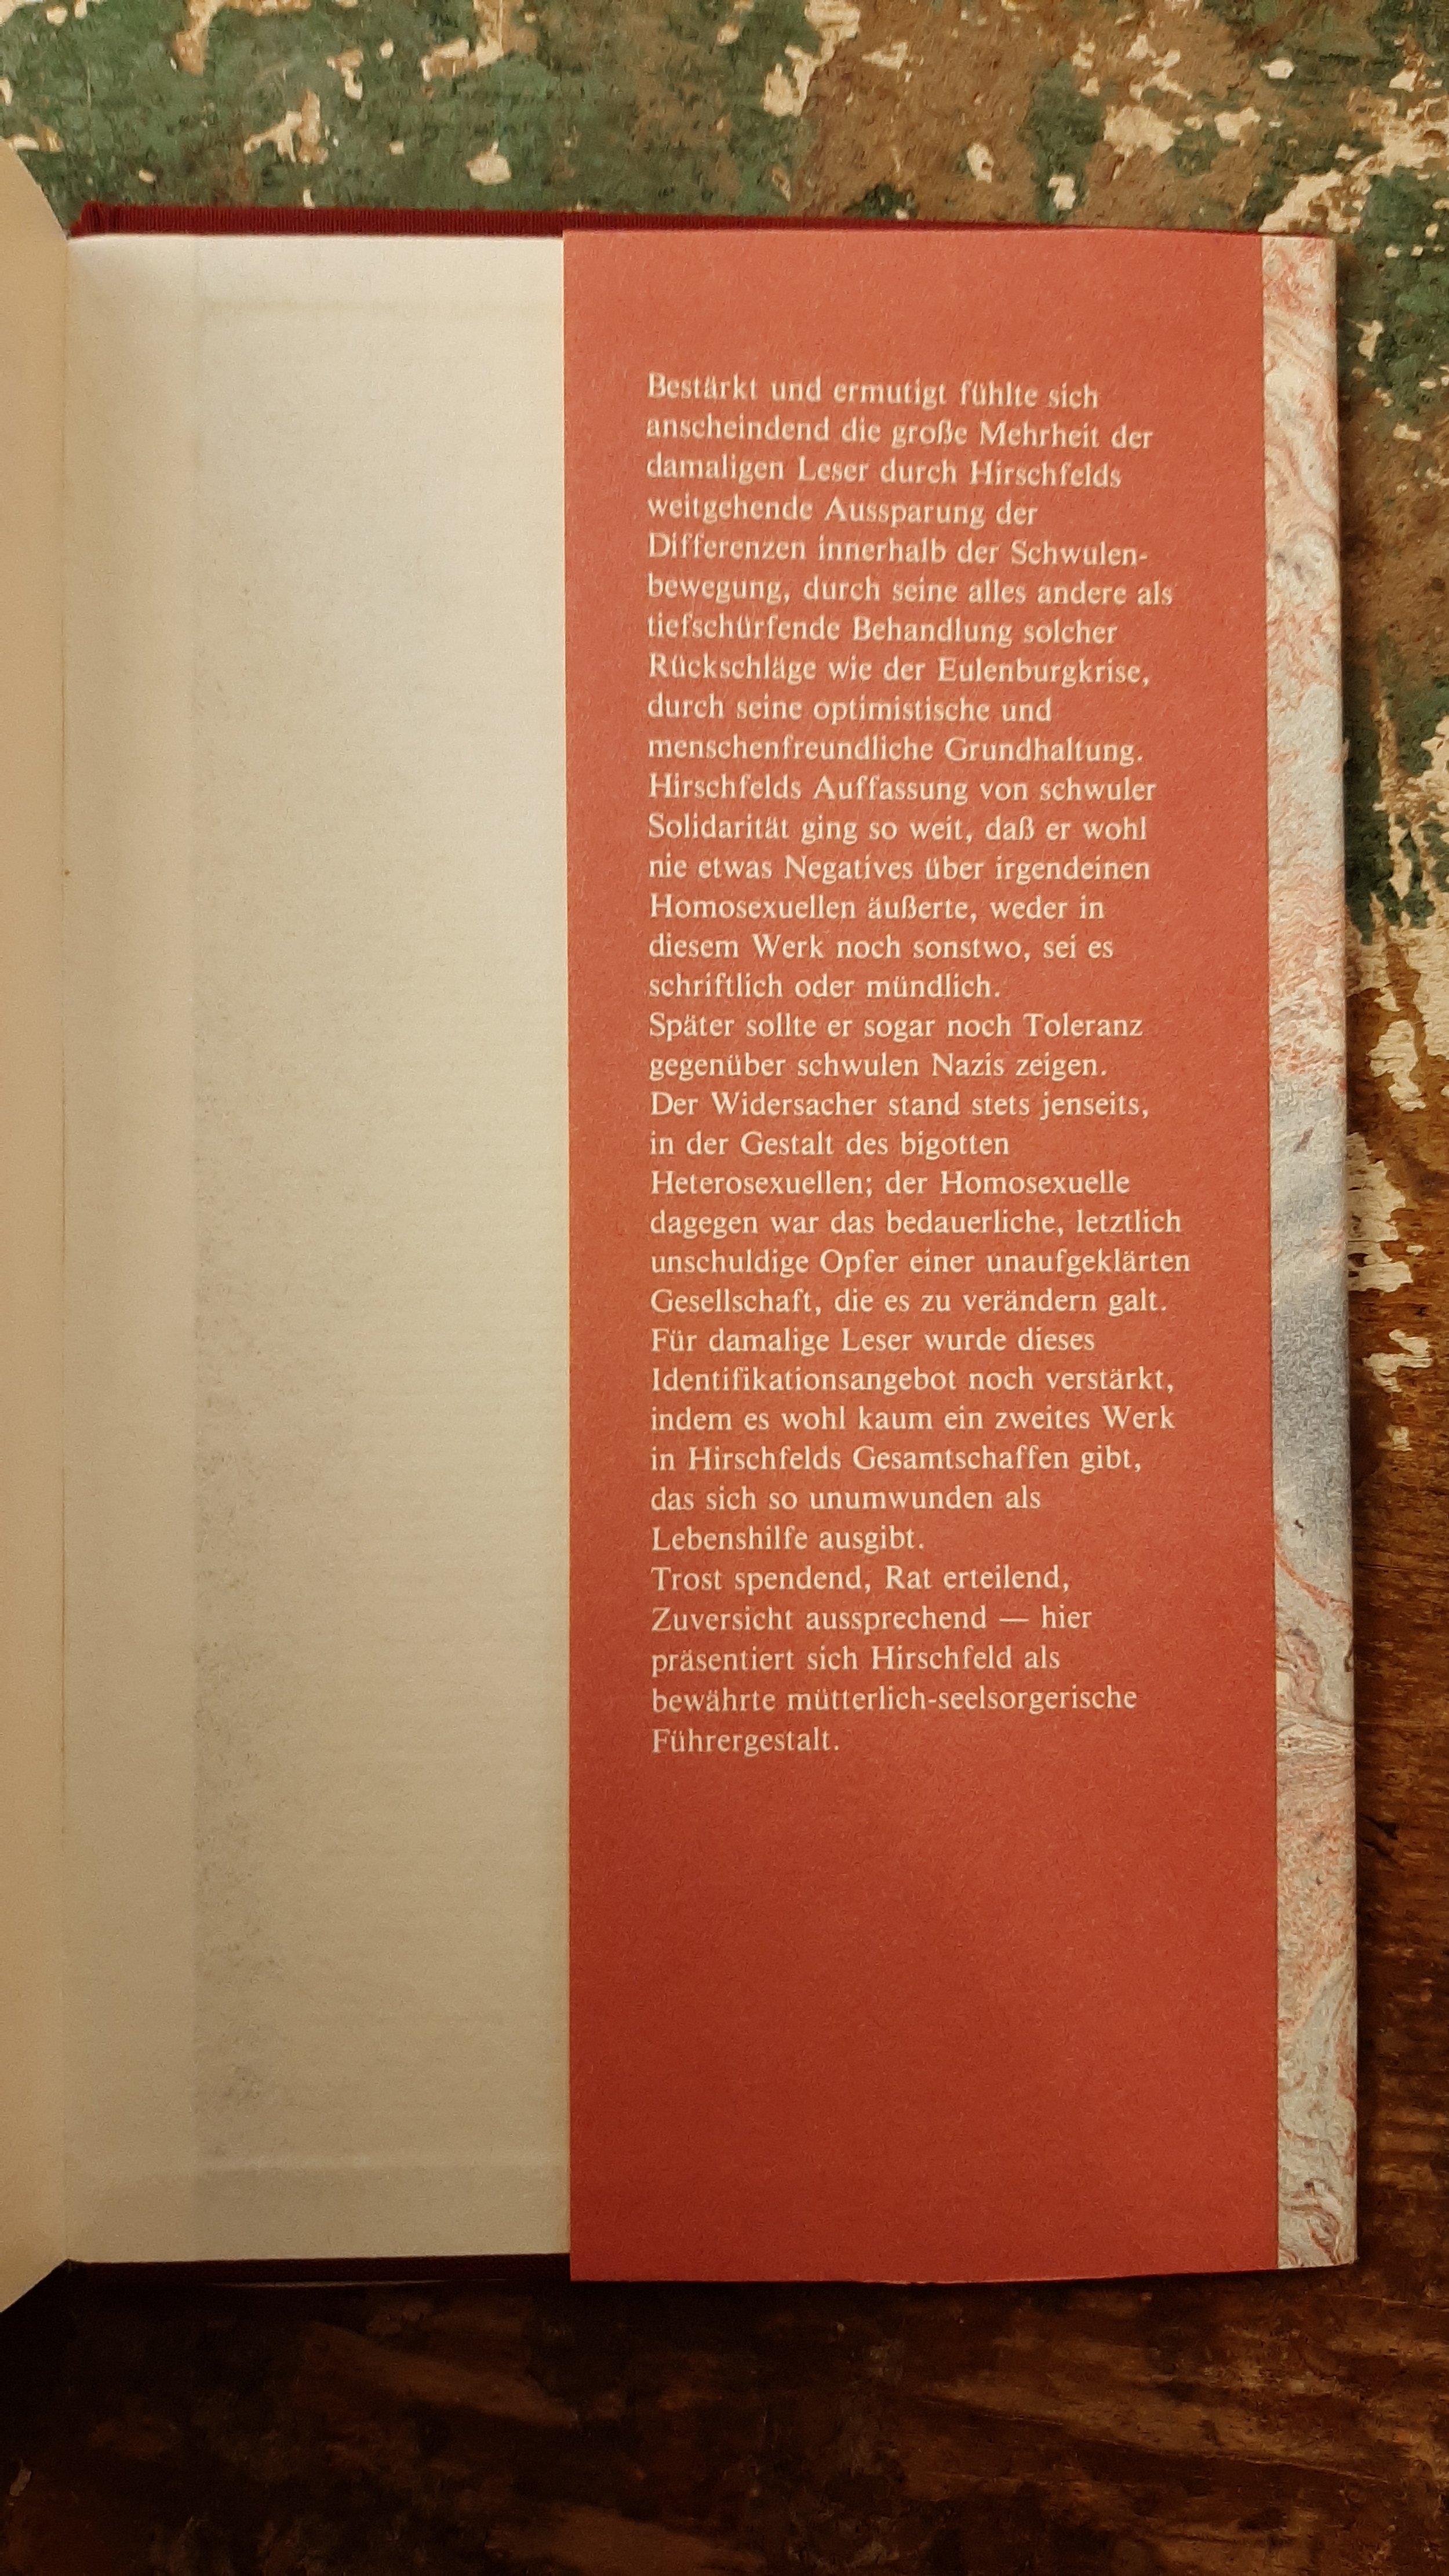 Bestärkt und ermutigt fühlte sich
anscheindend die große Mehrheit der
damaligen Leser durch Hirschfelds
weitgehende Aussparung der
Differenzen innerhalb der Schwulen-
bewegung, durch seine alles andere als
tiefschürfende Behandlung solcher
Rückschläge wie der Eulenburgkrise,
durch seine optimistische und
menschenfreundliche Grundhaltung.
Hirschfelds Auffassung von schwuler
Solidarität ging so weit, daß er wohl
nie etwas Negatives über irgendeinen
Homosexuellen äußerte, weder in
diesem Werk noch sonstwo, sei es
schriftlich oder mündlich.
Später sollte er sogar noch Toleranz
gegenüber schwulen Nazis zeigen.
Der Widersacher stand stets jenseits,
in der Gestalt des bigotten
Heterosexuellen; der Homosexuelle
dagegen war das bedauerliche, letztlich
unschuldige Opfer einer unaufgeklärten
Gesellschaft, die es zu verändern galt.
Für damalige Leser wurde dieses
Identifikationsangebot noch verstärkt,
indem es wohl kaum ein zweites Werk
in Hirschfelds Gesamtschaffen gibt,
das sich so unumwunden als
Lebenshilfe ausgibt.
Trost spendend, Rat erteilend,
Zuversicht aussprechend — hier
präsentiert sich Hirschfeld als
bewährte mütterlich-seelsorgerische
Führergestalt.